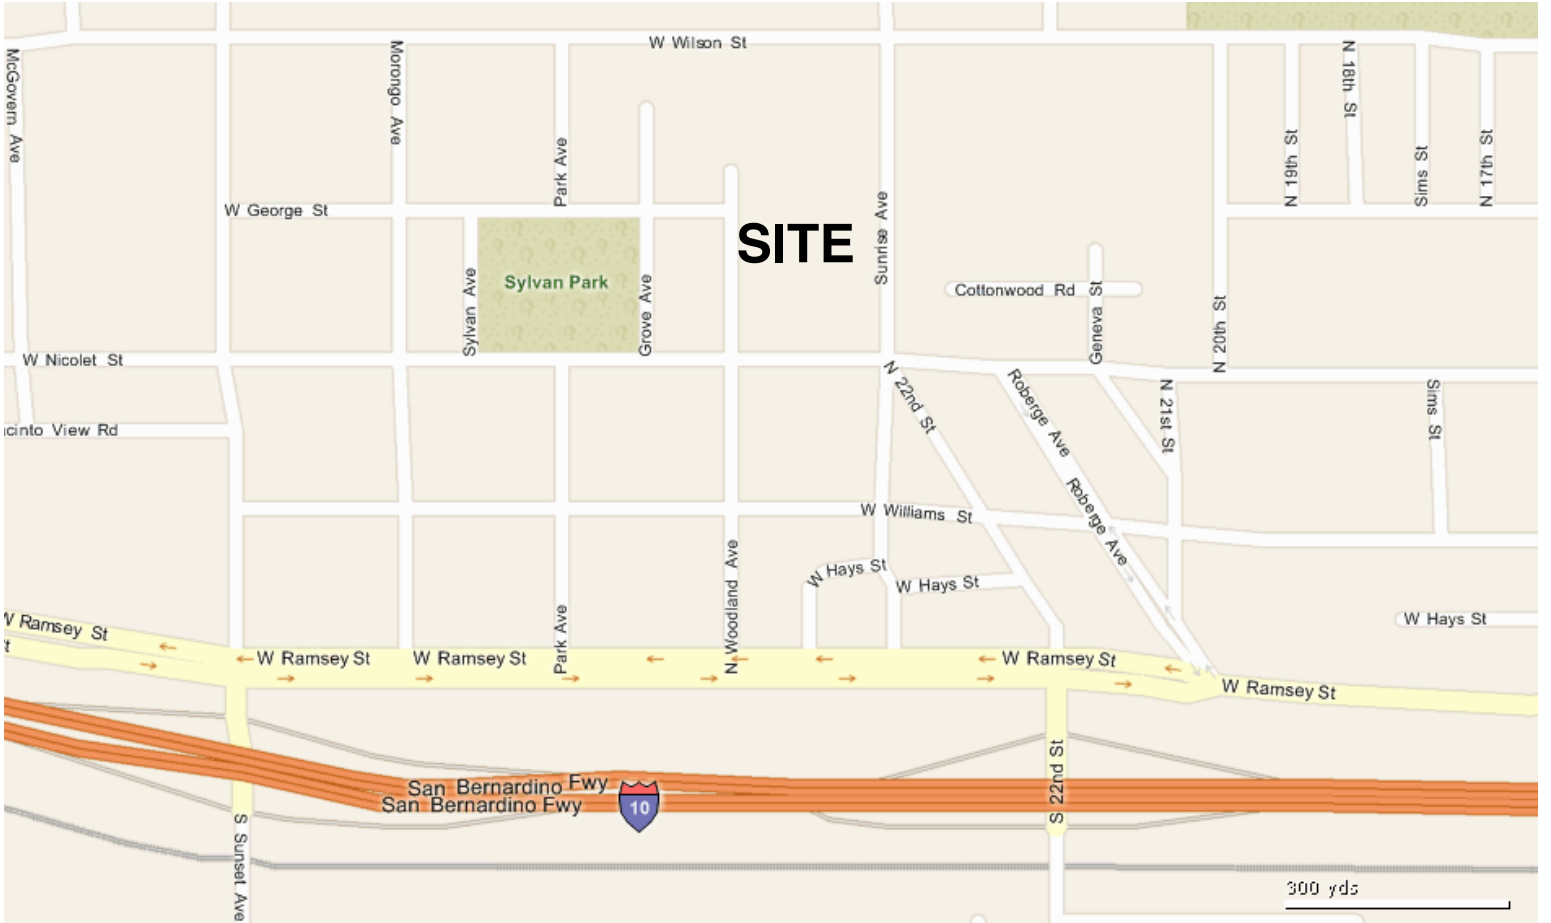 W Wilson St
McGovern Ave
Morongo Ave
N 18th St
Park Ave
N 19th St
Sims St
N 17th St
W George St
SITE
Sunrise Ave
Sylvan Park
Sylvan Ave
Grove Ave
Cottonwood Rd
Geneva St
N 20th St
W Nicolet St
N 22nd St
Roberge Ave
N 21st St
Sims St
acinto View Rd
Roberge Ave
W Williams St
N Woodland Ave
W Hays St
W Hays St
Park Ave
W Hays St
W Ramsey St
t
W Ramsey St
W Ramsey St
W Ramsey St
W Ramsey St
S 22nd St
San Bernardino Fwy
San Bernardino Fwy
10
S Sunset Ave
300 yds